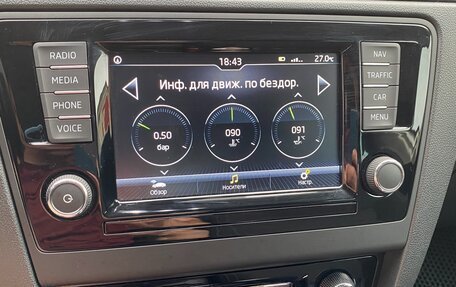 RADIO
MEDIA
PHONE
VOICE
18:43
27.0°C
Инф. для движ. по бездор.
0.50
бар
090
°C
091
°C
Обзор
Носители
Настр.
NAV
TRAFFIC
CAR
MENU